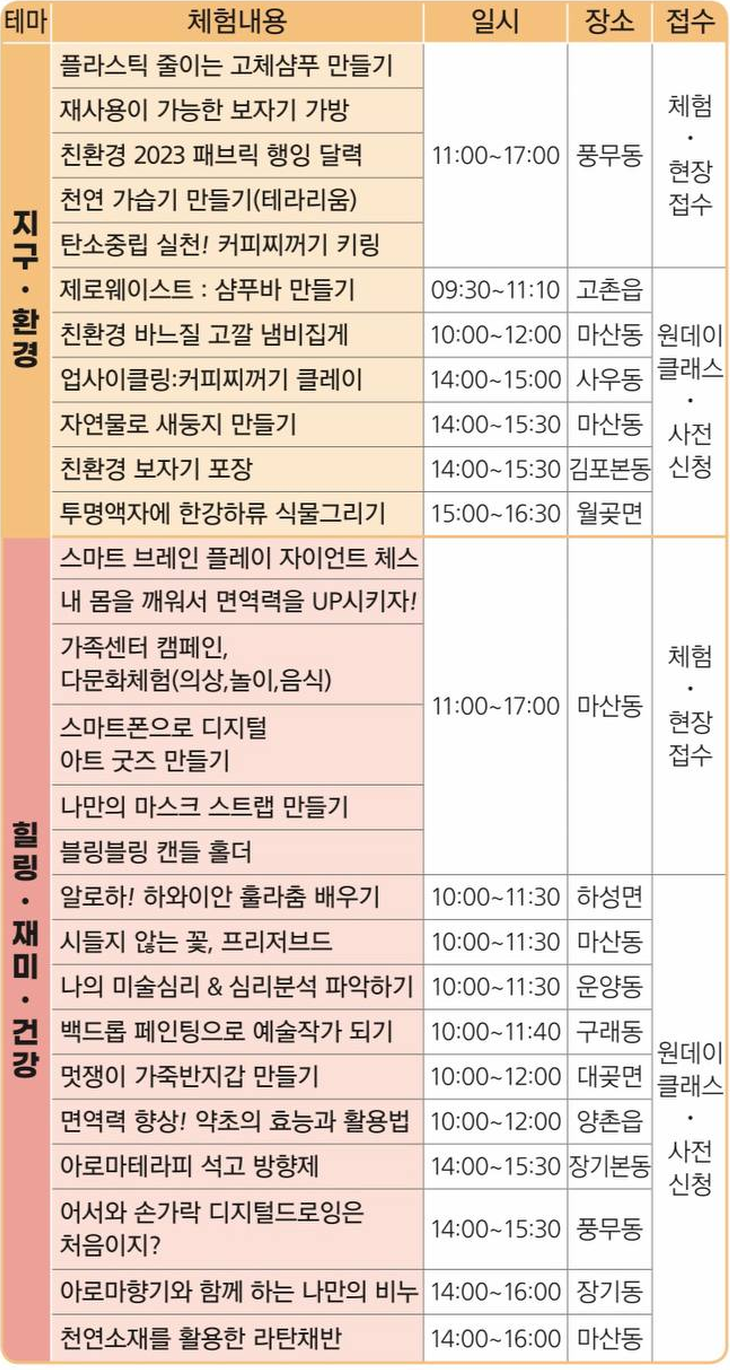 테마 체험내용 일시 장소 접수
지구·환경
플라스틱 줄이는 고체샴푸 만들기
재사용이 가능한 보자기 가방
친환경 2023 패브릭 행잉 달력
천연 가습기 만들기(테라리움)
탄소중립 실천! 커피찌꺼기 키링
11:00~17:00 풍무동
체험
·
현장
접수
제로웨이스트 : 샴푸바 만들기 09:30~11:10 고촌읍
친환경 바느질 고깔 냄비집게 10:00~12:00 마산동
업사이클링:커피찌꺼기 클레이 14:00~15:00 사우동
자연물로 새둥지 만들기 14:00~15:30 마산동
친환경 보자기 포장 14:00~15:30 김포본동
투명액자에 한강하류 식물그리기 15:00~16:30 월곶면
원데이
클래스
·
사전
신청
힐링·재미·건강
스마트 브레인 플레이 자이언트 체스
내 몸을 깨워서 면역력을 UP시키자!
가족센터 캠페인,
다문화체험(의상,놀이,음식)
스마트폰으로 디지털
아트 굿즈 만들기
나만의 마스크 스트랩 만들기
블링블링 캔들 홀더
11:00~17:00 마산동
체험
·
현장
접수
알로하! 하와이안 훌라춤 배우기 10:00~11:30 하성면
시들지 않는 꽃, 프리저브드 10:00~11:30 마산동
나의 미술심리 & 심리분석 파악하기 10:00~11:30 운양동
백드롭 페인팅으로 예술작가 되기 10:00~11:40 구래동
멋쟁이 가죽반지갑 만들기 10:00~12:00 대곶면
면역력 향상! 약초의 효능과 활용법 10:00~12:00 양촌읍
아로마테라피 석고 방향제 14:00~15:30 장기본동
어서와 손가락 디지털드로잉은
처음이지?
14:00~15:30 풍무동
아로마향기와 함께 하는 나만의 비누 14:00~16:00 장기동
천연소재를 활용한 라탄채반 14:00~16:00 마산동
원데이
클래스
·
사전
신청